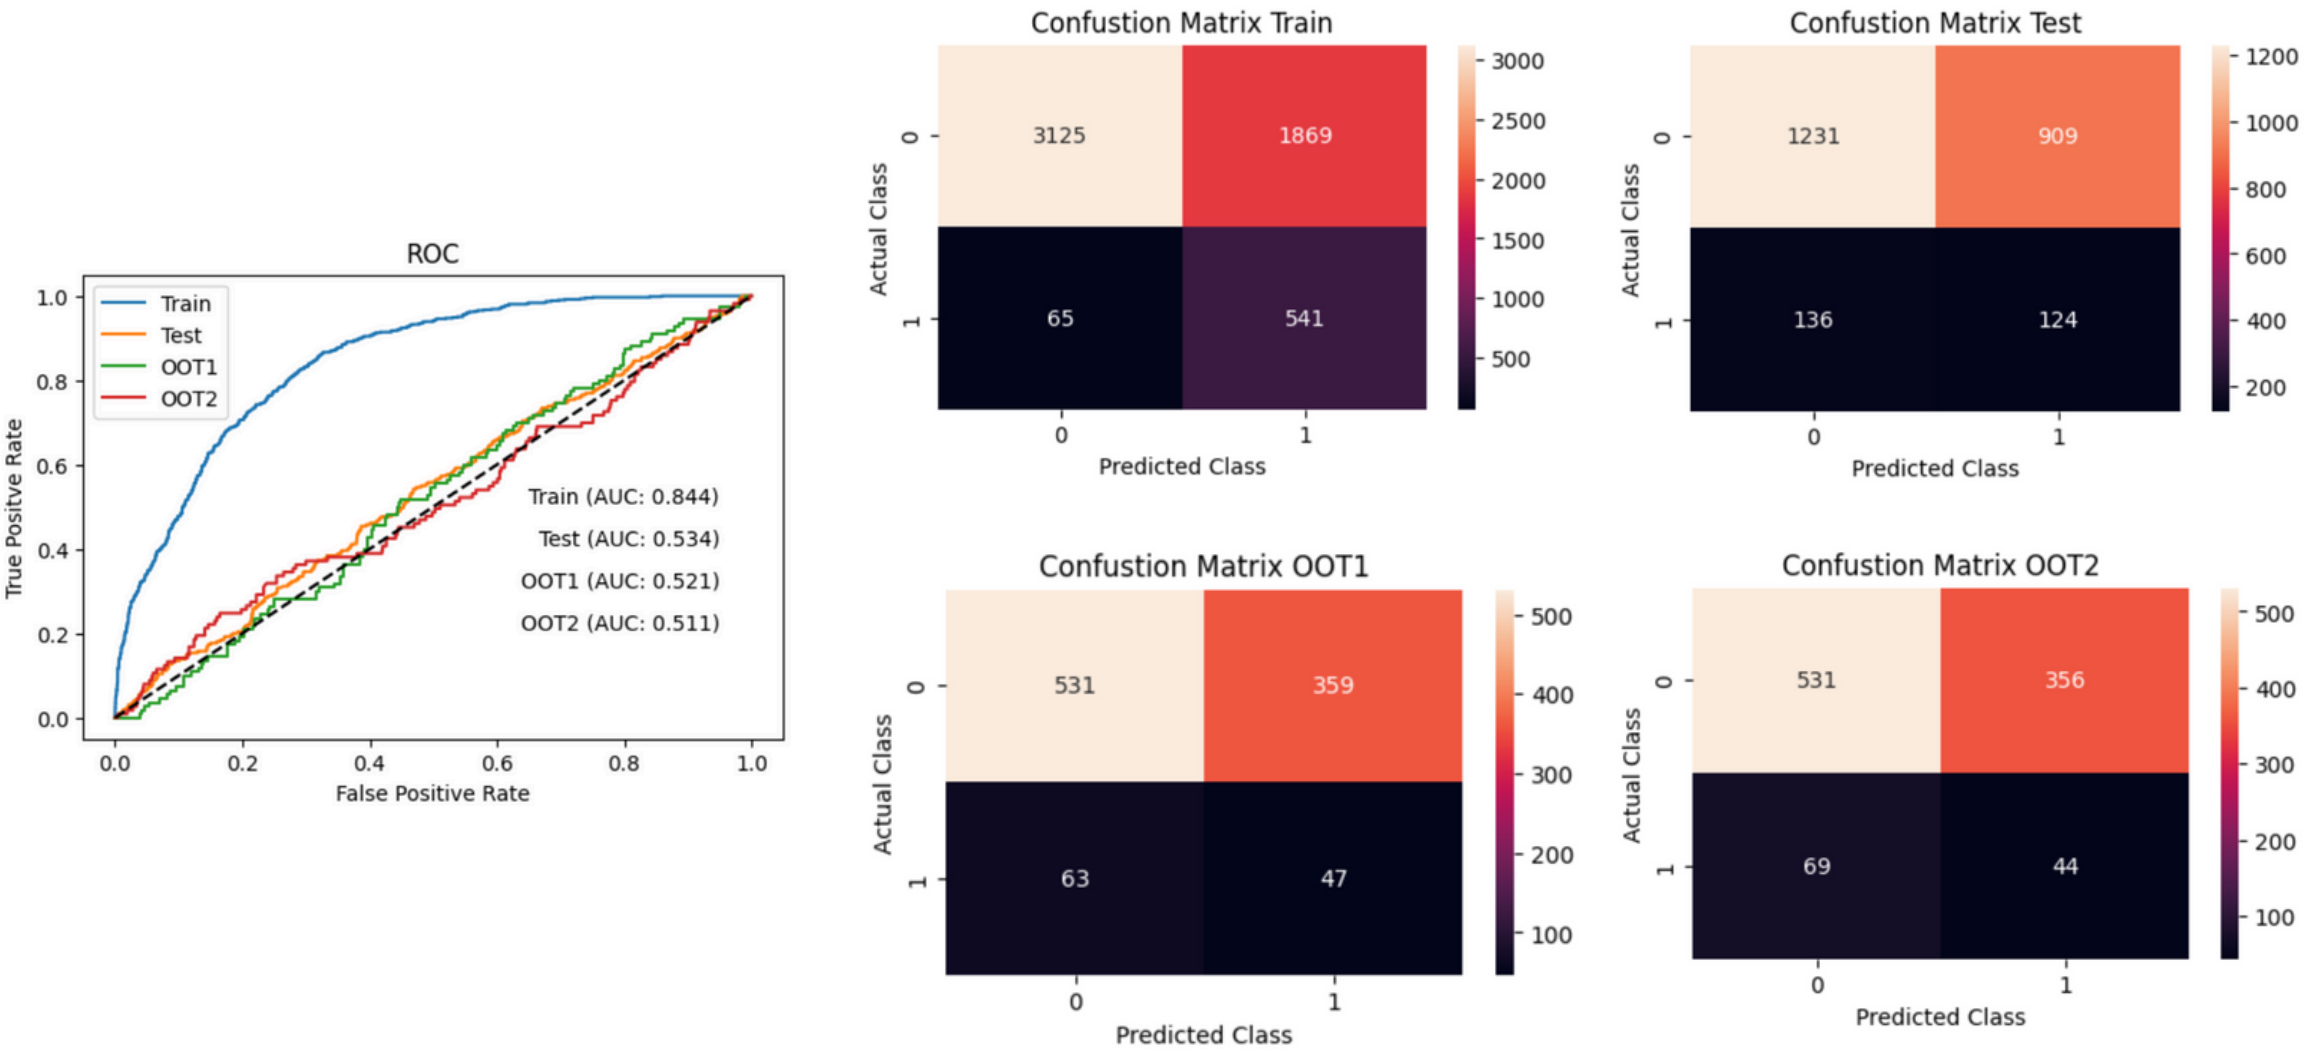 ROC
True Positve Rate
1.0
0.8
0.6
0.4
0.2
0.0
Train
Test
OOT1
OOT2
Train (AUC: 0.844)
Test (AUC: 0.534)
OOT1 (AUC: 0.521)
OOT2 (AUC: 0.511)
0.0 0.2 0.4 0.6 0.8 1.0
False Positive Rate
Confustion Matrix Train
Actual Class
0
1
3125 1869
65 541
0 1
Predicted Class
3000
2500
2000
1500
1000
500
Confustion Matrix Test
Actual Class
0
1
1231 909
136 124
0 1
Predicted Class
1200
1000
800
600
400
200
Confustion Matrix OOT1
Actual Class
0
1
531 359
63 47
0 1
Predicted Class
500
400
300
200
100
Confustion Matrix OOT2
Actual Class
0
1
531 356
69 44
0 1
Predicted Class
500
400
300
200
100